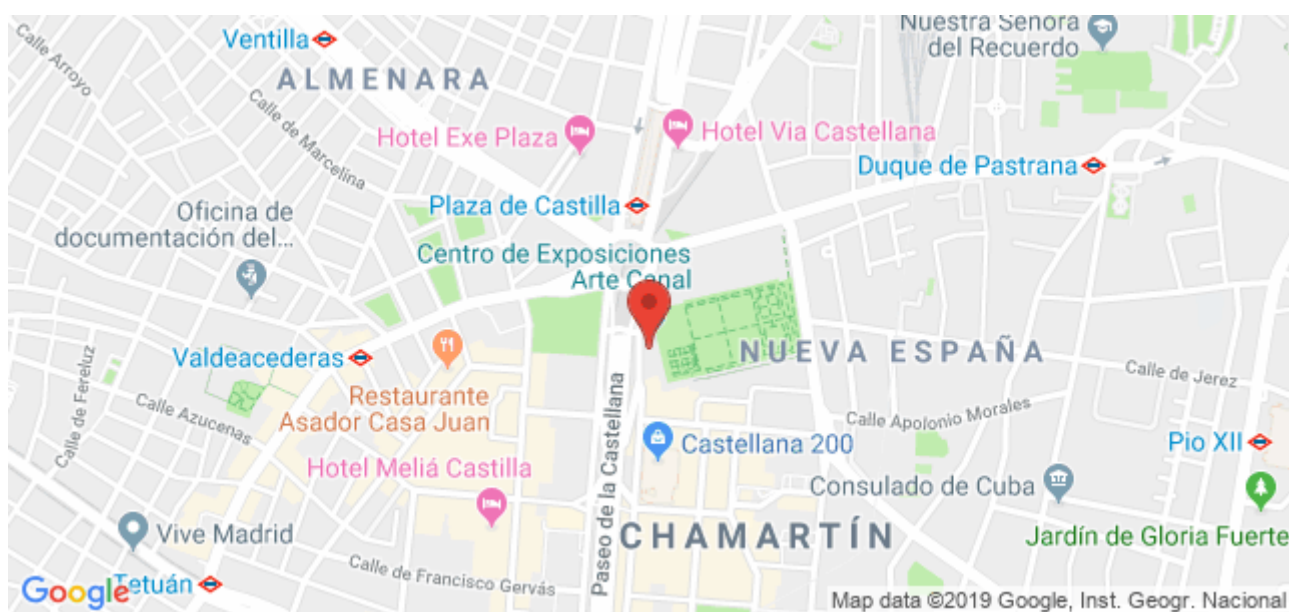 Nuestra Señora
del Recuerdo
Ventilla
Calle Arroyo
ALMENARA
Calle de Marcelina
Hotel Exe Plaza
Hotel Via Castellana
Duque de Pastrana
Oficina de
documentación del...
Plaza de Castilla
Centro de Exposiciones
Arte Canal
Valdeacederas
Restaurante
Asador Casa Juan
NUEVA ESPAÑA
Calle de Jerez
Calle de Fereluz
Calle Azucenas
Paseo de la Castellana
Calle Apolonio Morales
Castellana 200
Pio XII
Hotel Meliá Castilla
Consulado de Cuba
Vive Madrid
CHAMARTÍN
Jardín de Gloria Fuerte
Calle de Francisco Gervás
Tetuán
Google
Map data ©2019 Google, Inst. Geogr. Nacional